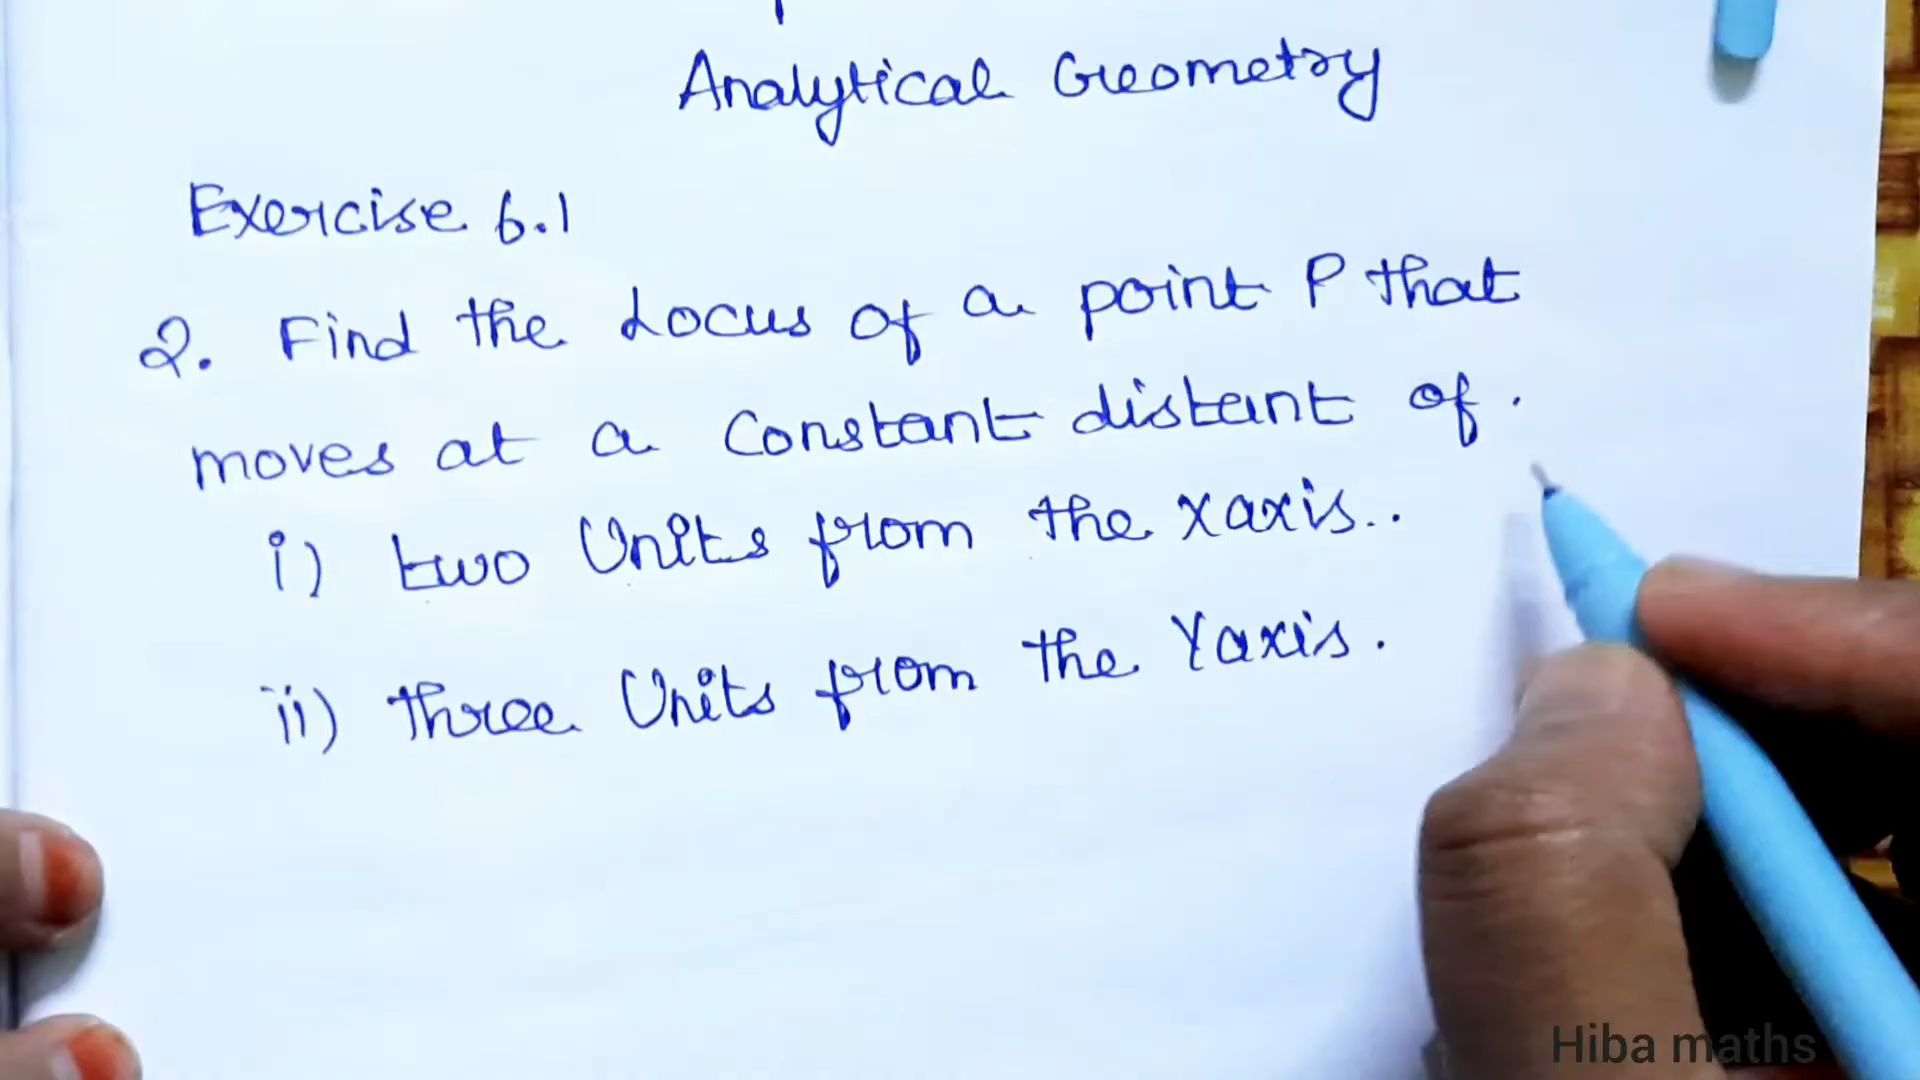 Analytical Geometry
Exercise 6.1
2. Find the Locus of a point P that
moves at a constant distant of.
i) two Units from the xaxis..
ii) three Units from the Yaxis.
Hiba maths